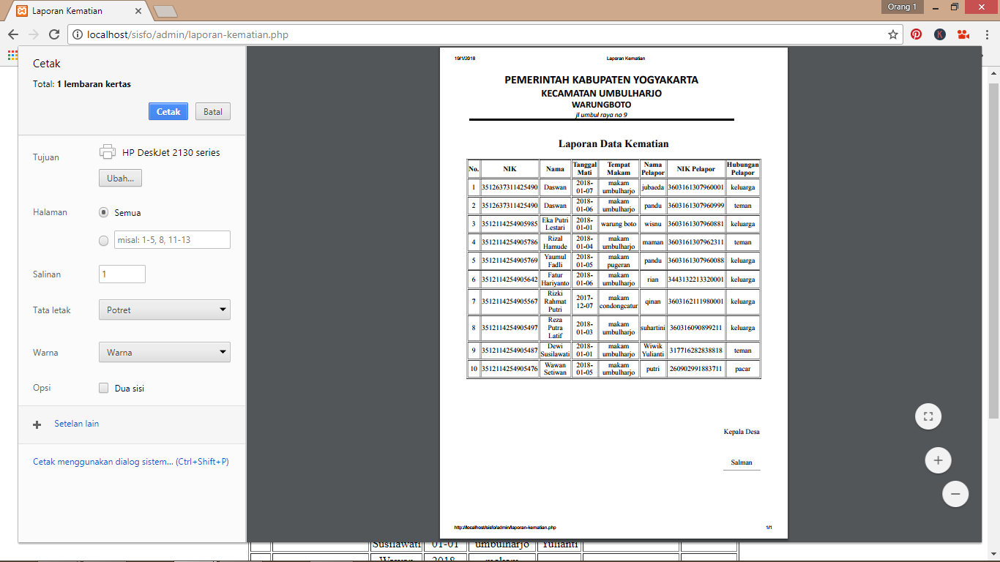 Laporan Kematian
Orang 1
localhost/sisfo/admin/laporan-kematian.php
Cetak
Total: 1 lembaran kertas
Cetak Batal
Tujuan HP DeskJet 2130 series
Ubah...
Halaman Semua
misal: 1-5, 8, 11-13
Salinan 1
Tata letak Potret
Warna Warna
Opsi Dua sisi
Setelan lain
Cetak menggunakan dialog sistem... (Ctrl+Shift+P)
19/1/2018 Laporan Kematian
PEMERINTAH KABUPATEN YOGYAKARTA
KECAMATAN UMBULHARJO
WARUNGBOTO
jl umbul raya no 9
Laporan Data Kematian
No. NIK Nama Tanggal Mati Tempat Makam Nama Pelapor NIK Pelapor Hubungan Pelapor
1 3512637311425490 Daswan 2018-01-07 makam umbulharjo jubaeda 3603161307960001 keluarga
2 3512637311425490 Daswan 2018-01-06 makam umbulharjo pandu 3603161307960999 teman
3 3512114254905985 Eka Putri Lestari 2018-01-01 warung boto wisnu 3603161307960881 keluarga
4 3512114254905786 Rizal Hamude 2018-01-04 makam umbulharjo maman 3603161307962311 teman
5 3512114254905769 Yaumul Fadli 2018-01-05 makam pugeran pandu 3603161307960088 keluarga
6 3512114254905642 Fatur Hariyanto 2018-01-06 makam umbulharjo rian 3443132213320001 keluarga
7 3512114254905567 Rizki Rahmat Putri 2017-12-07 makam condongcatur qinan 3603162111980001 keluarga
8 3512114254905497 Reza Putra Latif 2018-01-03 makam umbulharjo suhartini 360316090899211 keluarga
9 3512114254905487 Dewi Susilawati 2018-01-01 makam umbulharjo Wiwik Yulianti 317716282838818 teman
10 3512114254905476 Wawan Setiwan 2018-01-05 makam umbulharjo putri 260902991883711 pacar
Kepala Desa
Salman
http://localhost/sisfo/admin/laporan-kematian.php 1/1
Susilawati 01-01 umbulharjo Yulianti
Wawan 2018- makam